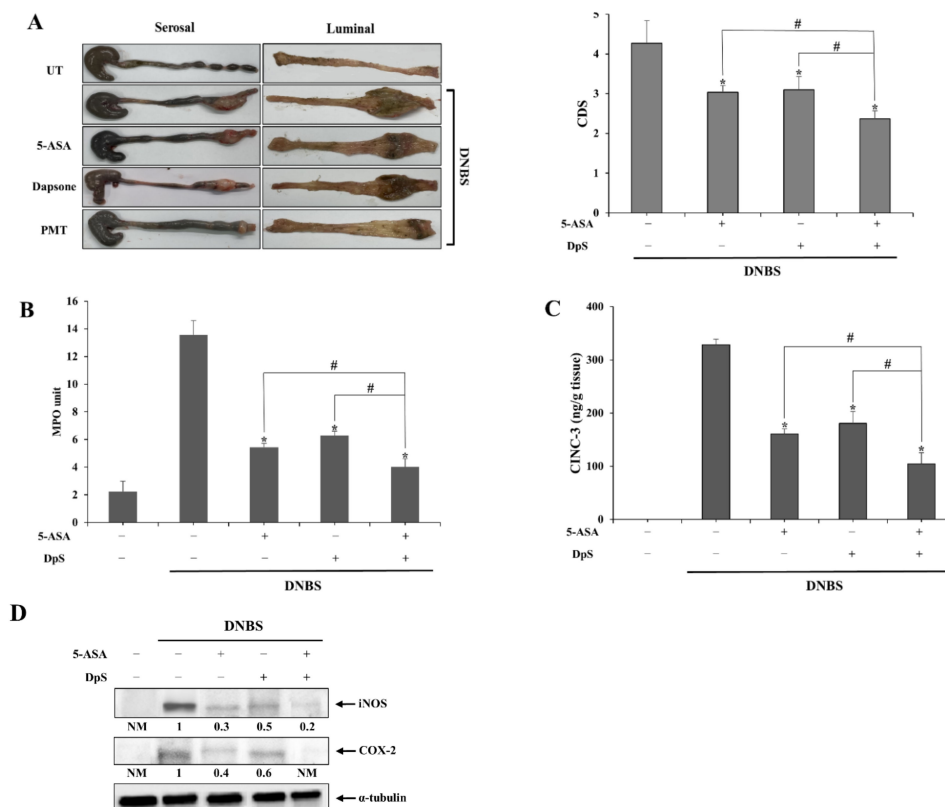 A
Serosal Luminal
UT
5-ASA
Dapsone
PMT
DNBS
CDS
5
4
3
2
1
0
#
#
* * *
5-ASA – + – +
DpS – – + +
DNBS
B
MPO unit
16
14
12
10
8
6
4
2
0
#
#
* * *
5-ASA – – + – +
DpS – – – + +
DNBS
C
CINC-3 (ng/g tissue)
400
300
200
100
0
#
#
* * *
5-ASA – – + – +
DpS – – – + +
DNBS
D
DNBS
5-ASA – – + – +
DpS – – – + +
iNOS
NM 1 0.3 0.5 0.2
COX-2
NM 1 0.4 0.6 NM
α-tubulin